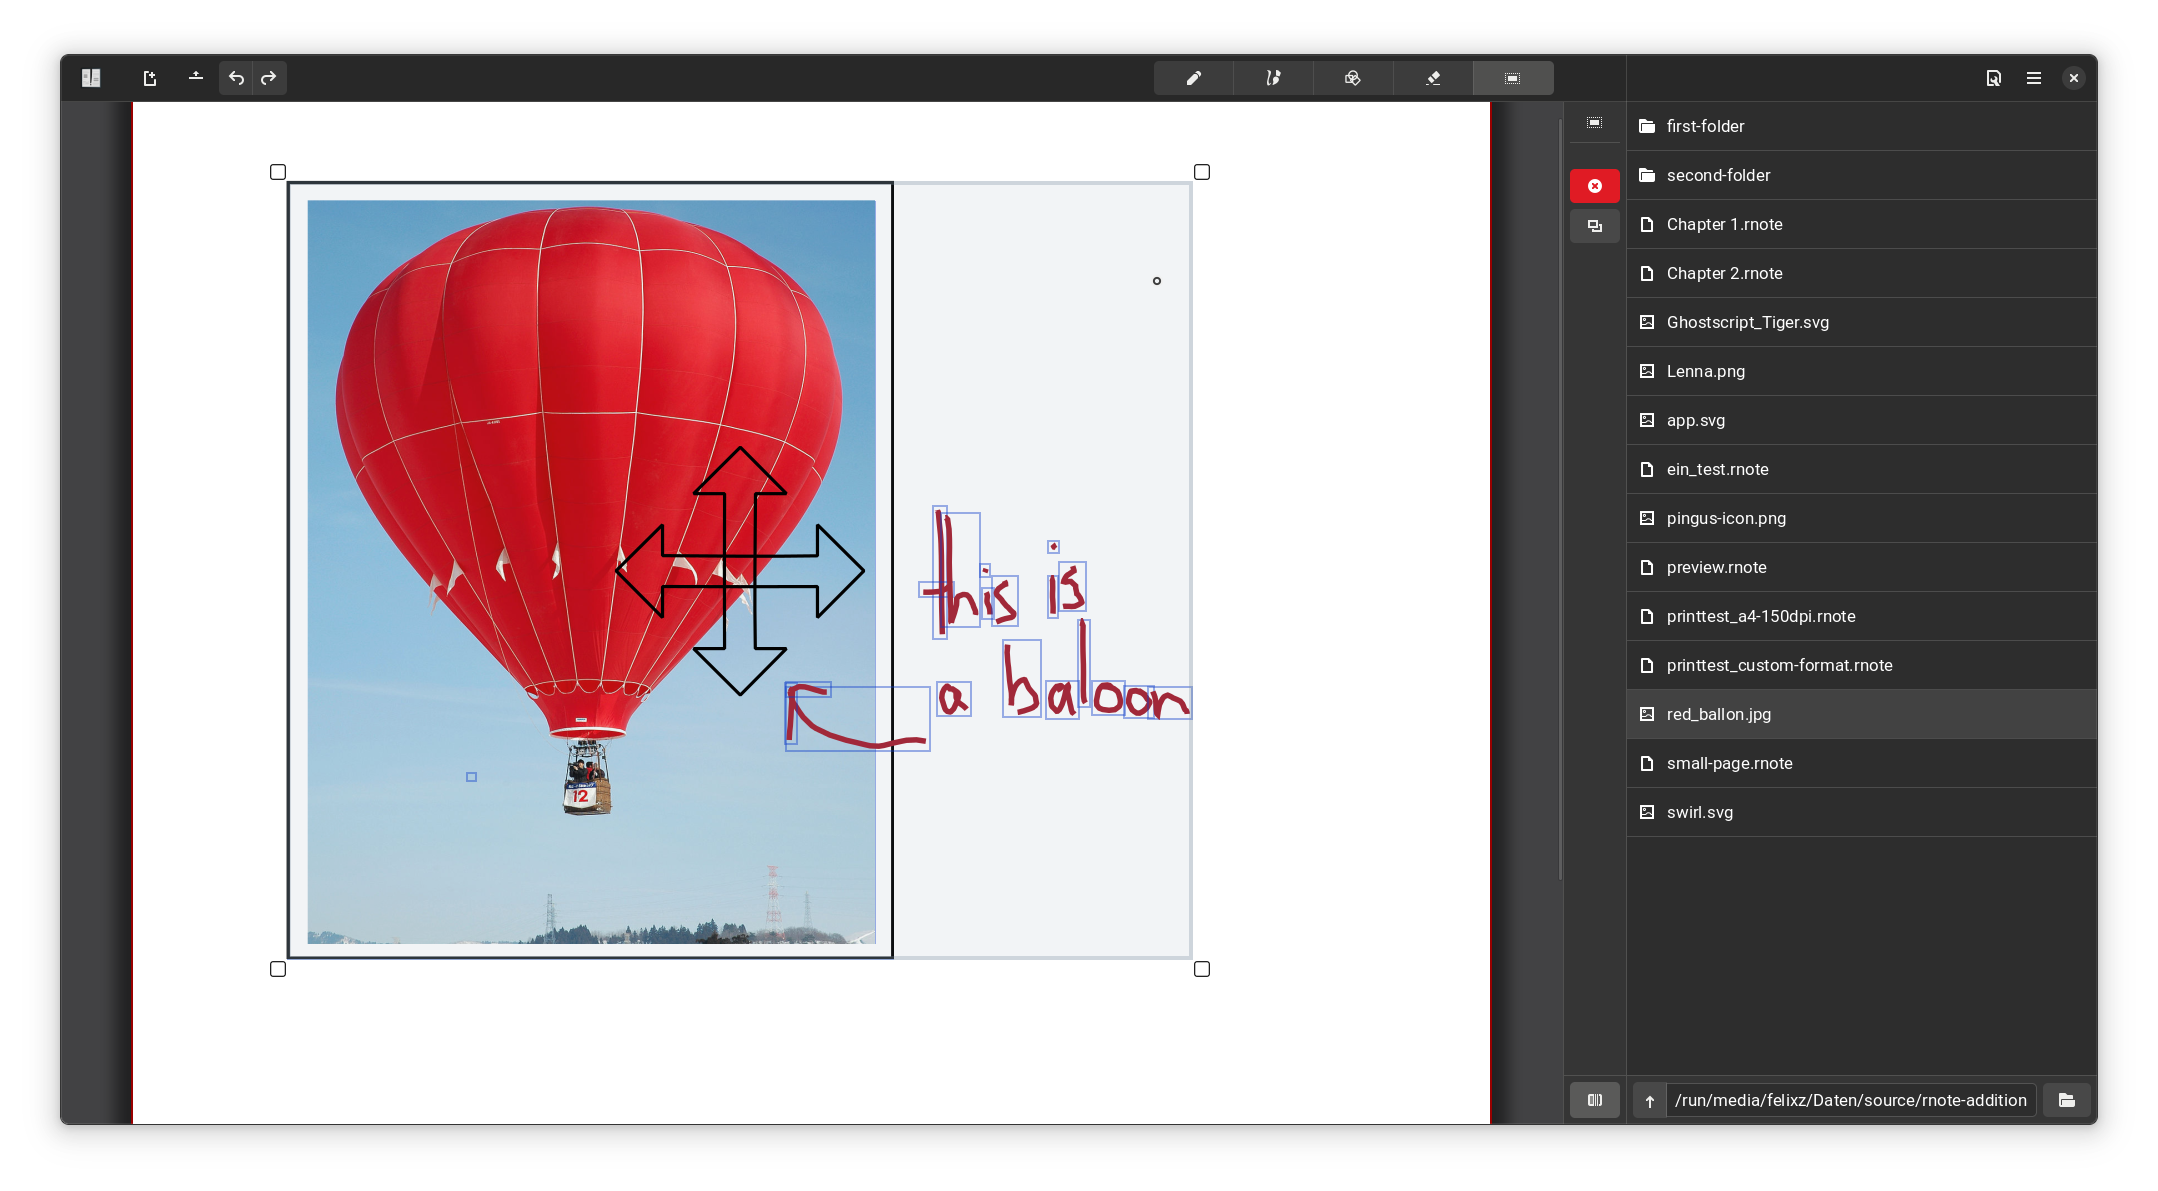 first-folder
second-folder
Chapter 1.rnote
Chapter 2.rnote
Ghostscript_Tiger.svg
Lenna.png
app.svg
ein_test.rnote
pingus-icon.png
preview.rnote
printtest_a4-150dpi.rnote
printtest_custom-format.rnote
red_ballon.jpg
small-page.rnote
swirl.svg
/run/media/felixz/Daten/source/rnote-addition
this is
a baloon
12